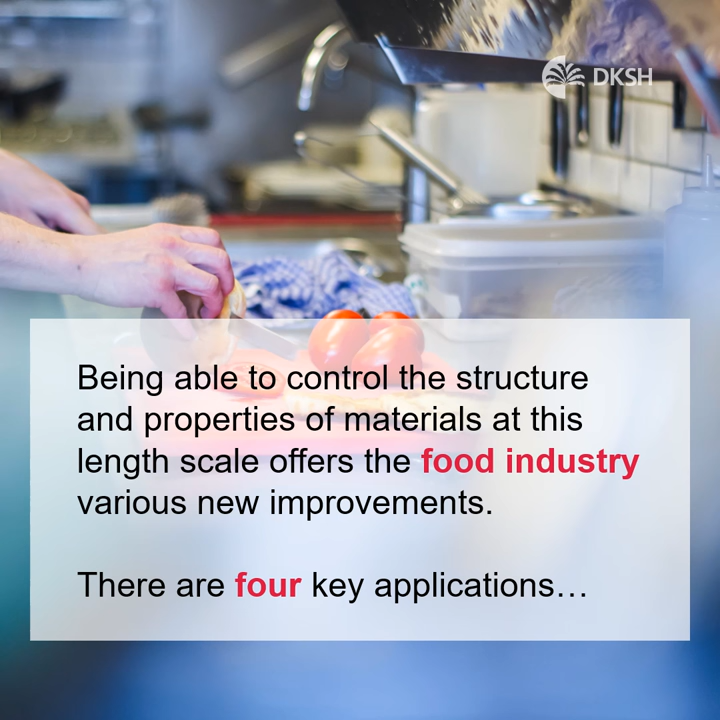 DKSH
Being able to control the structure
and properties of materials at this
length scale offers the food industry
various new improvements.
There are four key applications…